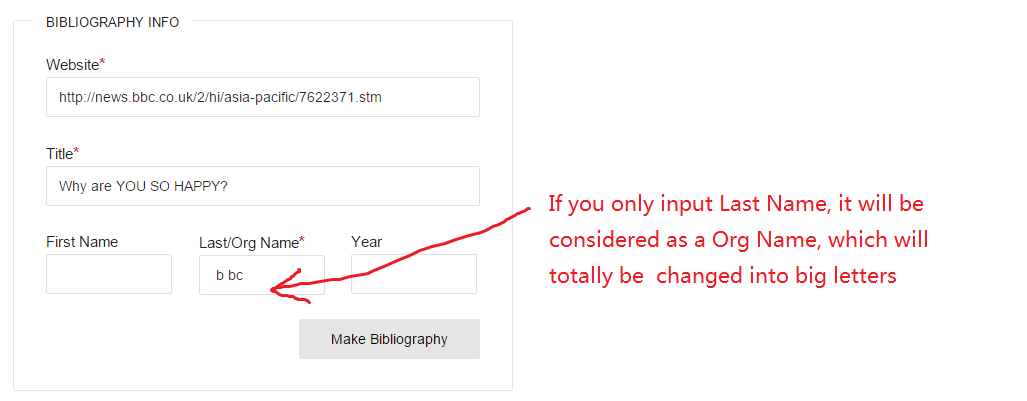 BIBLIOGRAPHY INFO
Website*
http://news.bbc.co.uk/2/hi/asia-pacific/7622371.stm
Title*
Why are YOU SO HAPPY?
If you only input Last Name, it will be
considered as a Org Name, which will
totally be changed into big letters
First Name Last/Org Name* Year
b bc
Make Bibliography